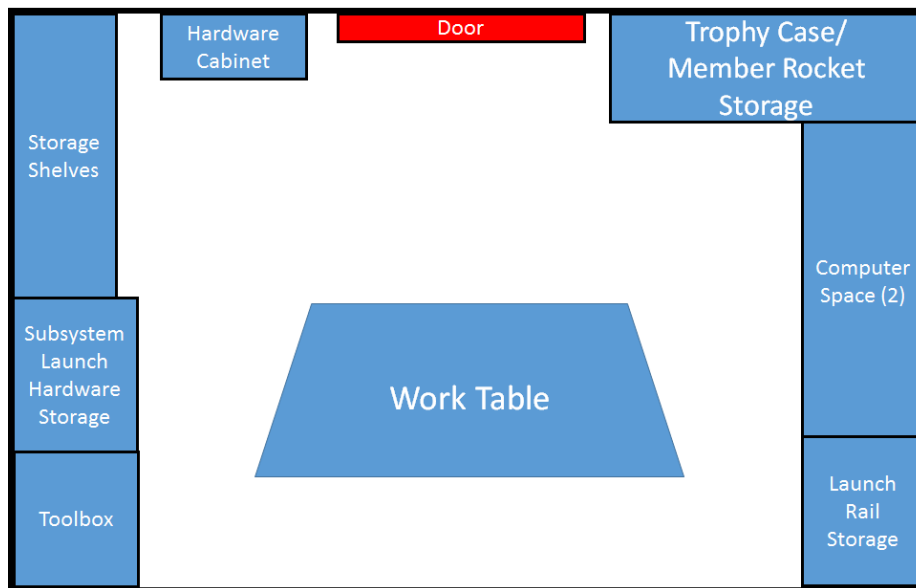 Hardware
Cabinet
Door
Trophy Case/
Member Rocket
Storage
Storage
Shelves
Computer
Space (2)
Subsystem
Launch
Hardware
Storage
Work Table
Toolbox
Launch
Rail
Storage